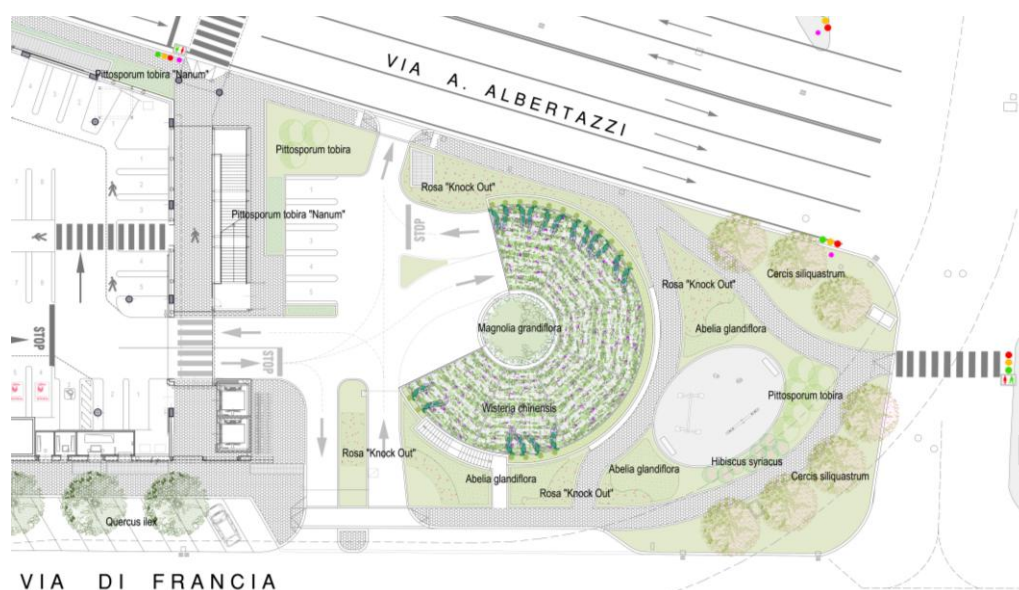 Pittosporum tobira "Nanum"
VIA A. ALBERTAZZI
Pittosporum tobira
Rosa "Knock Out"
Pittosporum tobira "Nanum"
STOP
Cercis siliquastrum
Rosa "Knock Out"
Magnolia grandiflora
Abelia glandiflora
STOP
STOP
Pittosporum tobira
Wisteria chinensis
Rosa "Knock Out"
Hibiscus syriacus
Abelia glandiflora
Abelia glandiflora
Cercis siliquastrum
Rosa "Knock Out"
Quercus ilex
VIA DI FRANCIA